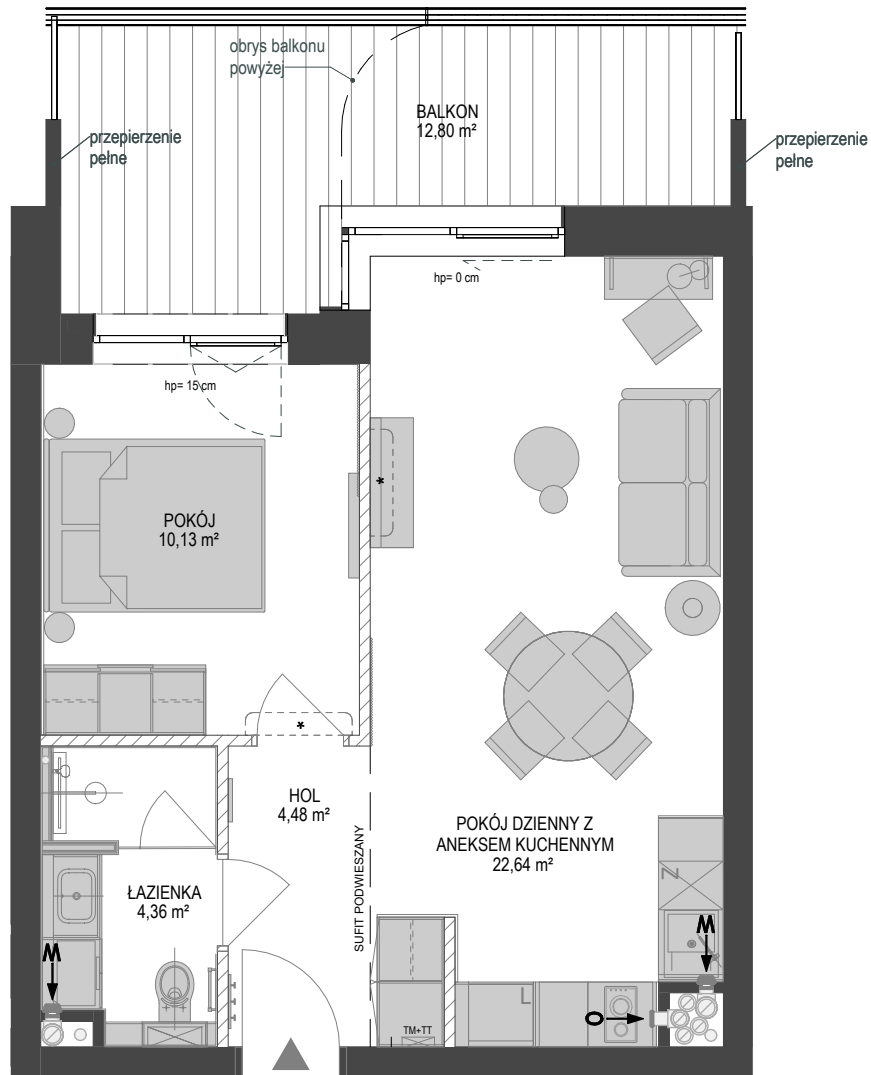 obrys balkonu
powyżej
BALKON
12,80 m²
przepierzenie
pełne
przepierzenie
pełne
hp= 0 cm
hp= 15 cm
*
POKÓJ
10,13 m²
*
HOL
4,48 m²
POKÓJ DZIENNY Z
ANEKSEM KUCHENNYM
22,64 m²
SUFIT PODWIESZANY
Z
ŁAZIENKA
4,36 m²
M
M
L
O
TM+TT